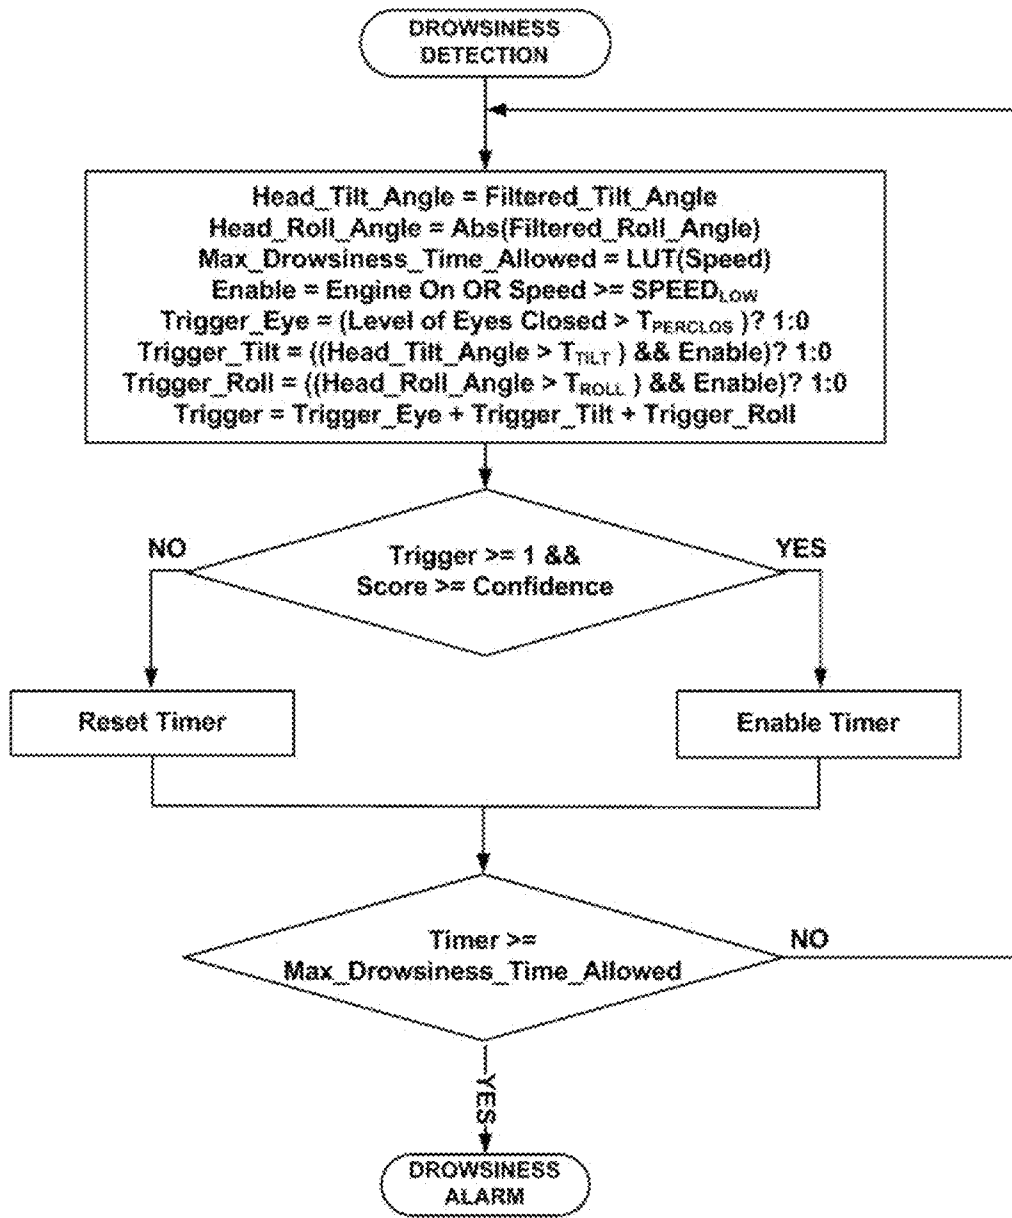 DROWSINESS
DETECTION
Head_Tilt_Angle = Filtered_Tilt_Angle
Head_Roll_Angle = Abs(Filtered_Roll_Angle)
Max_Drowsiness_Time_Allowed = LUT(Speed)
Enable = Engine On OR Speed >= SPEEDLOW
Trigger_Eye = (Level of Eyes Closed > TPERCLOS )? 1:0
Trigger_Tilt = ((Head_Tilt_Angle > TTILT ) && Enable)? 1:0
Trigger_Roll = ((Head_Roll_Angle > TROLL ) && Enable)? 1:0
Trigger = Trigger_Eye + Trigger_Tilt + Trigger_Roll
NO
YES
Trigger >= 1 &&
Score >= Confidence
Reset Timer
Enable Timer
Timer >=
Max_Drowsiness_Time_Allowed
NO
YES
DROWSINESS
ALARM